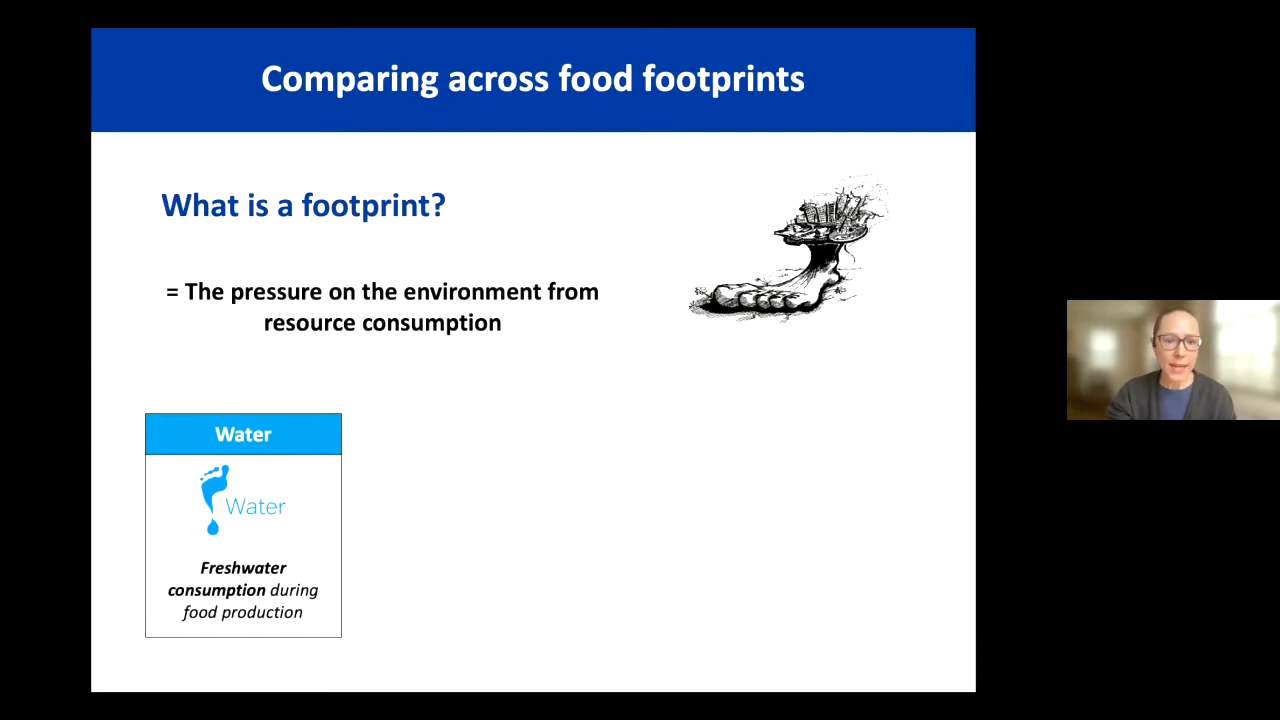 Comparing across food footprints
What is a footprint?
= The pressure on the environment from
resource consumption
Water
Water
Freshwater
consumption during
food production